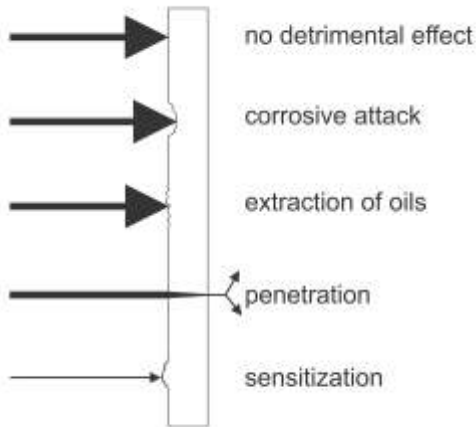 no detrimental effect
corrosive attack
extraction of oils
penetration
sensitization